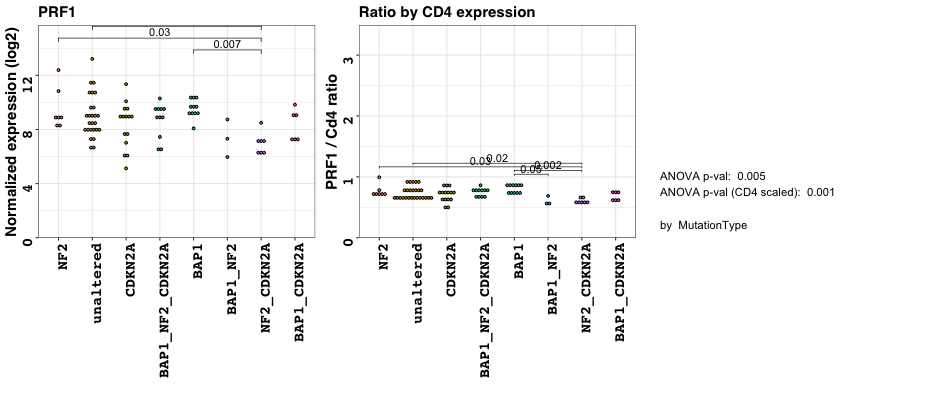 PRF1
Normalized expression (log2)
0
4
8
12
0.03
0.007
NF2
unaltered
CDKN2A
BAP1_NF2_CDKN2A
BAP1
BAP1_NF2
NF2_CDKN2A
BAP1_CDKN2A
Ratio by CD4 expression
PRF1 / Cd4 ratio
0
1
2
3
0.02
0.002
0.05
NF2
unaltered
CDKN2A
BAP1_NF2_CDKN2A
BAP1
BAP1_NF2
NF2_CDKN2A
BAP1_CDKN2A
ANOVA p-val: 0.005
ANOVA p-val (CD4 scaled): 0.001
by MutationType